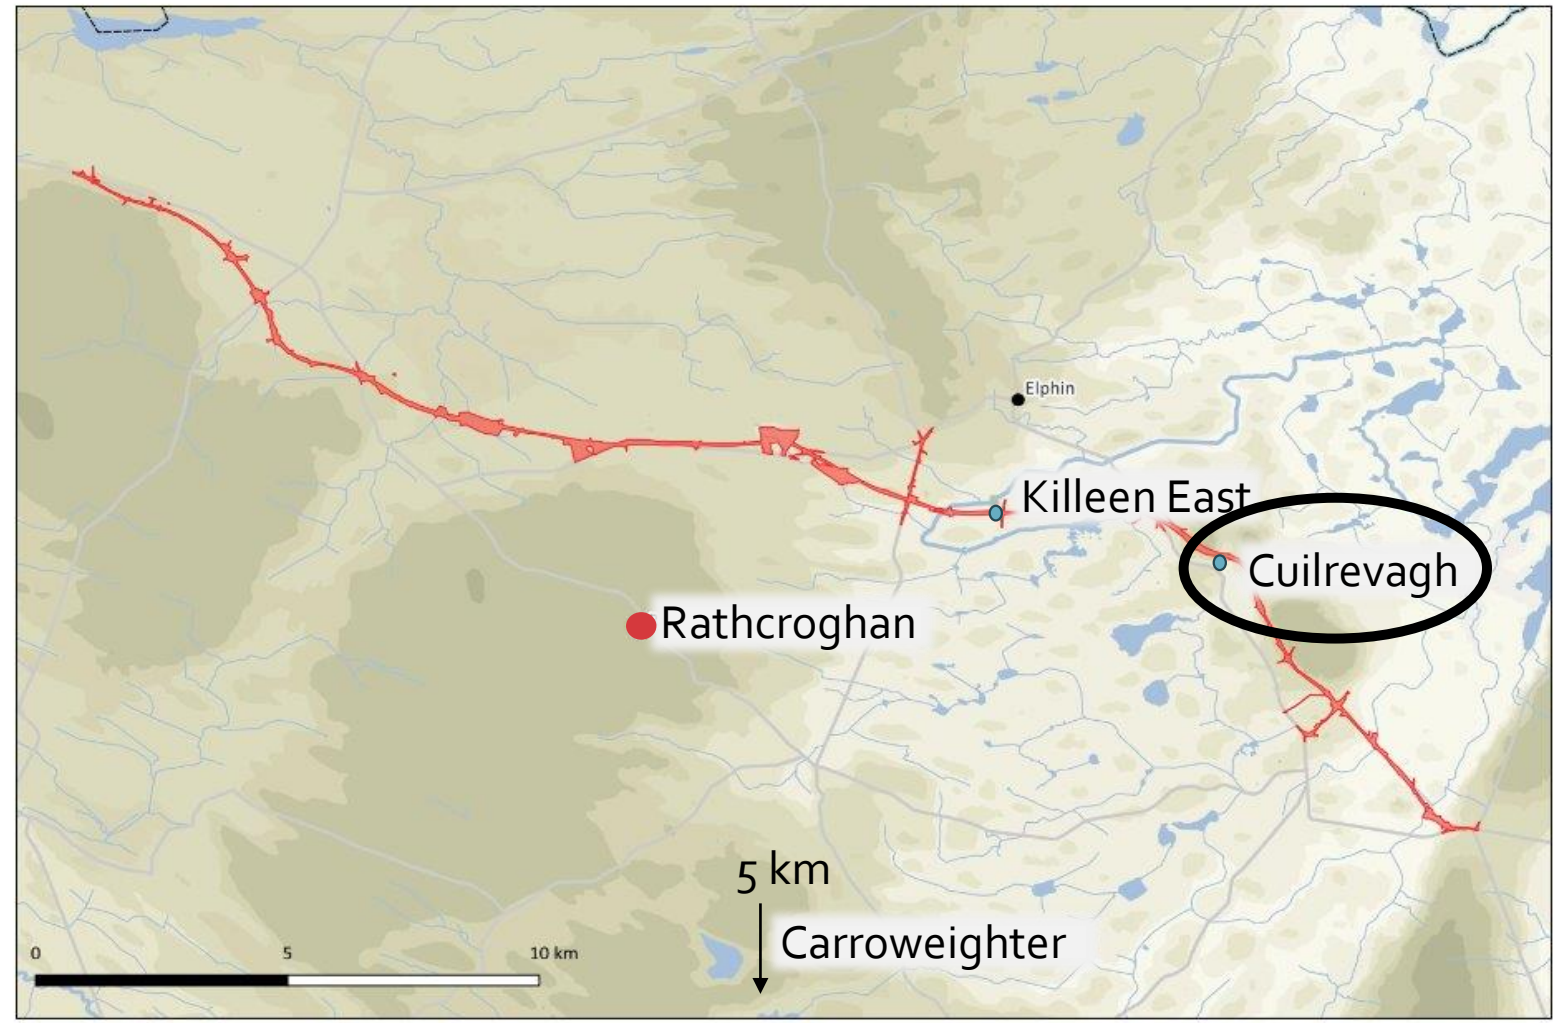 Elphin
Killeen East
Cuilrevagh
Rathcroghan
5 km
Carroweighter
0 5 10 km